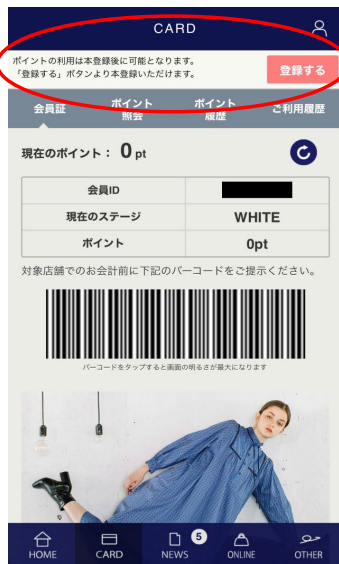 CARD
ポイントの利用は本登録後に可能となります。
「登録する」ボタンより本登録いただけます。
登録する
会員証
ポイント
照会
ポイント
履歴
ご利用履歴
現在のポイント： 0 pt
会員ID
現在のステージ WHITE
ポイント 0pt
対象店舗でのお会計前に下記のバーコードをご提示ください。
バーコードをタップすると画面の明るさが最大になります
5
HOME CARD NEWS ONLINE OTHER